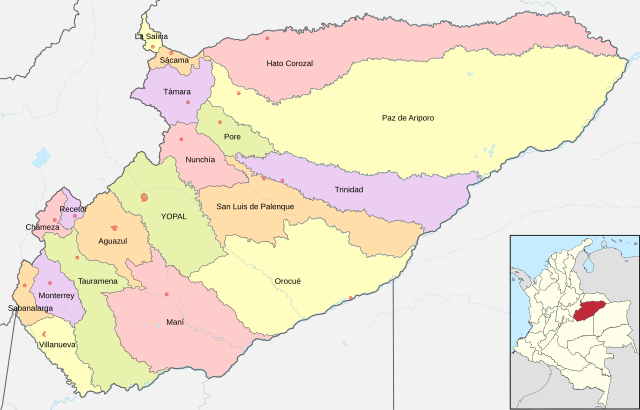 La Salina
Sácama
Hato Corozal
Támara
Paz de Ariporo
Pore
Nunchía
Trinidad
San Luis de Palenque
Recetor
YOPAL
Chámeza
Aguazul
Tauramena
Orocué
Monterrey
Sabanalarga
Maní
Villanueva